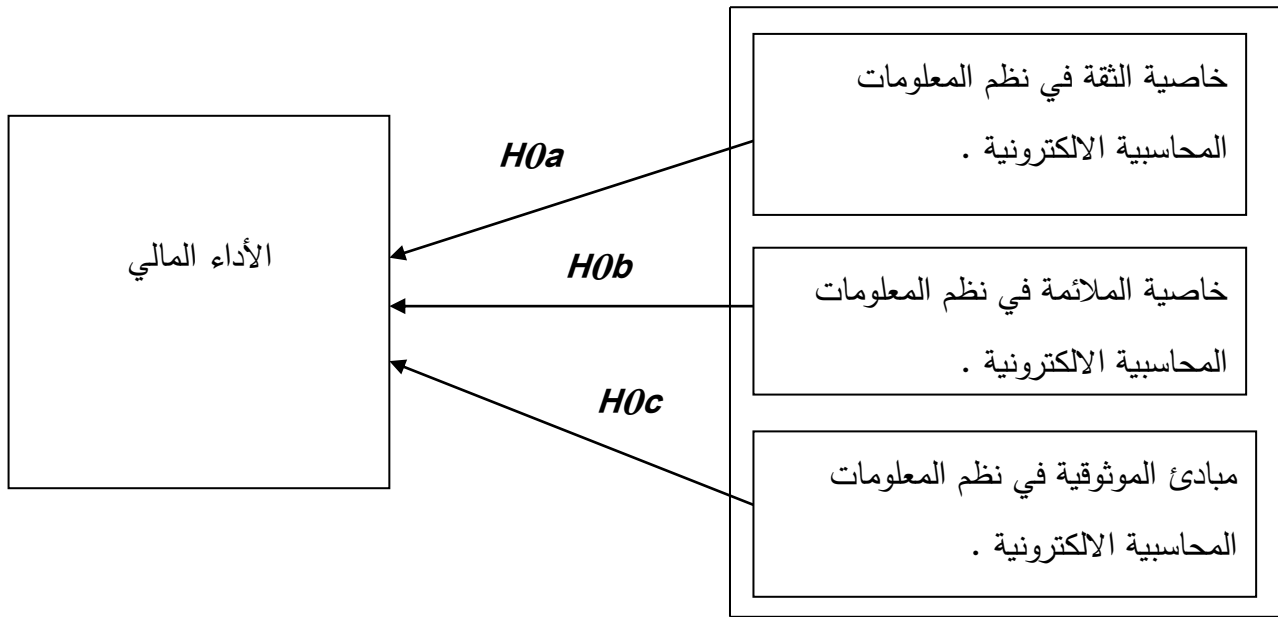 خاصية الثقة في نظم المعلومات
المحاسبية الالكترونية .
H0a
الأداء المالي
H0b
خاصية الملائمة في نظم المعلومات
المحاسبية الالكترونية .
H0c
مبادئ الموثوقية في نظم المعلومات
المحاسبية الالكترونية .